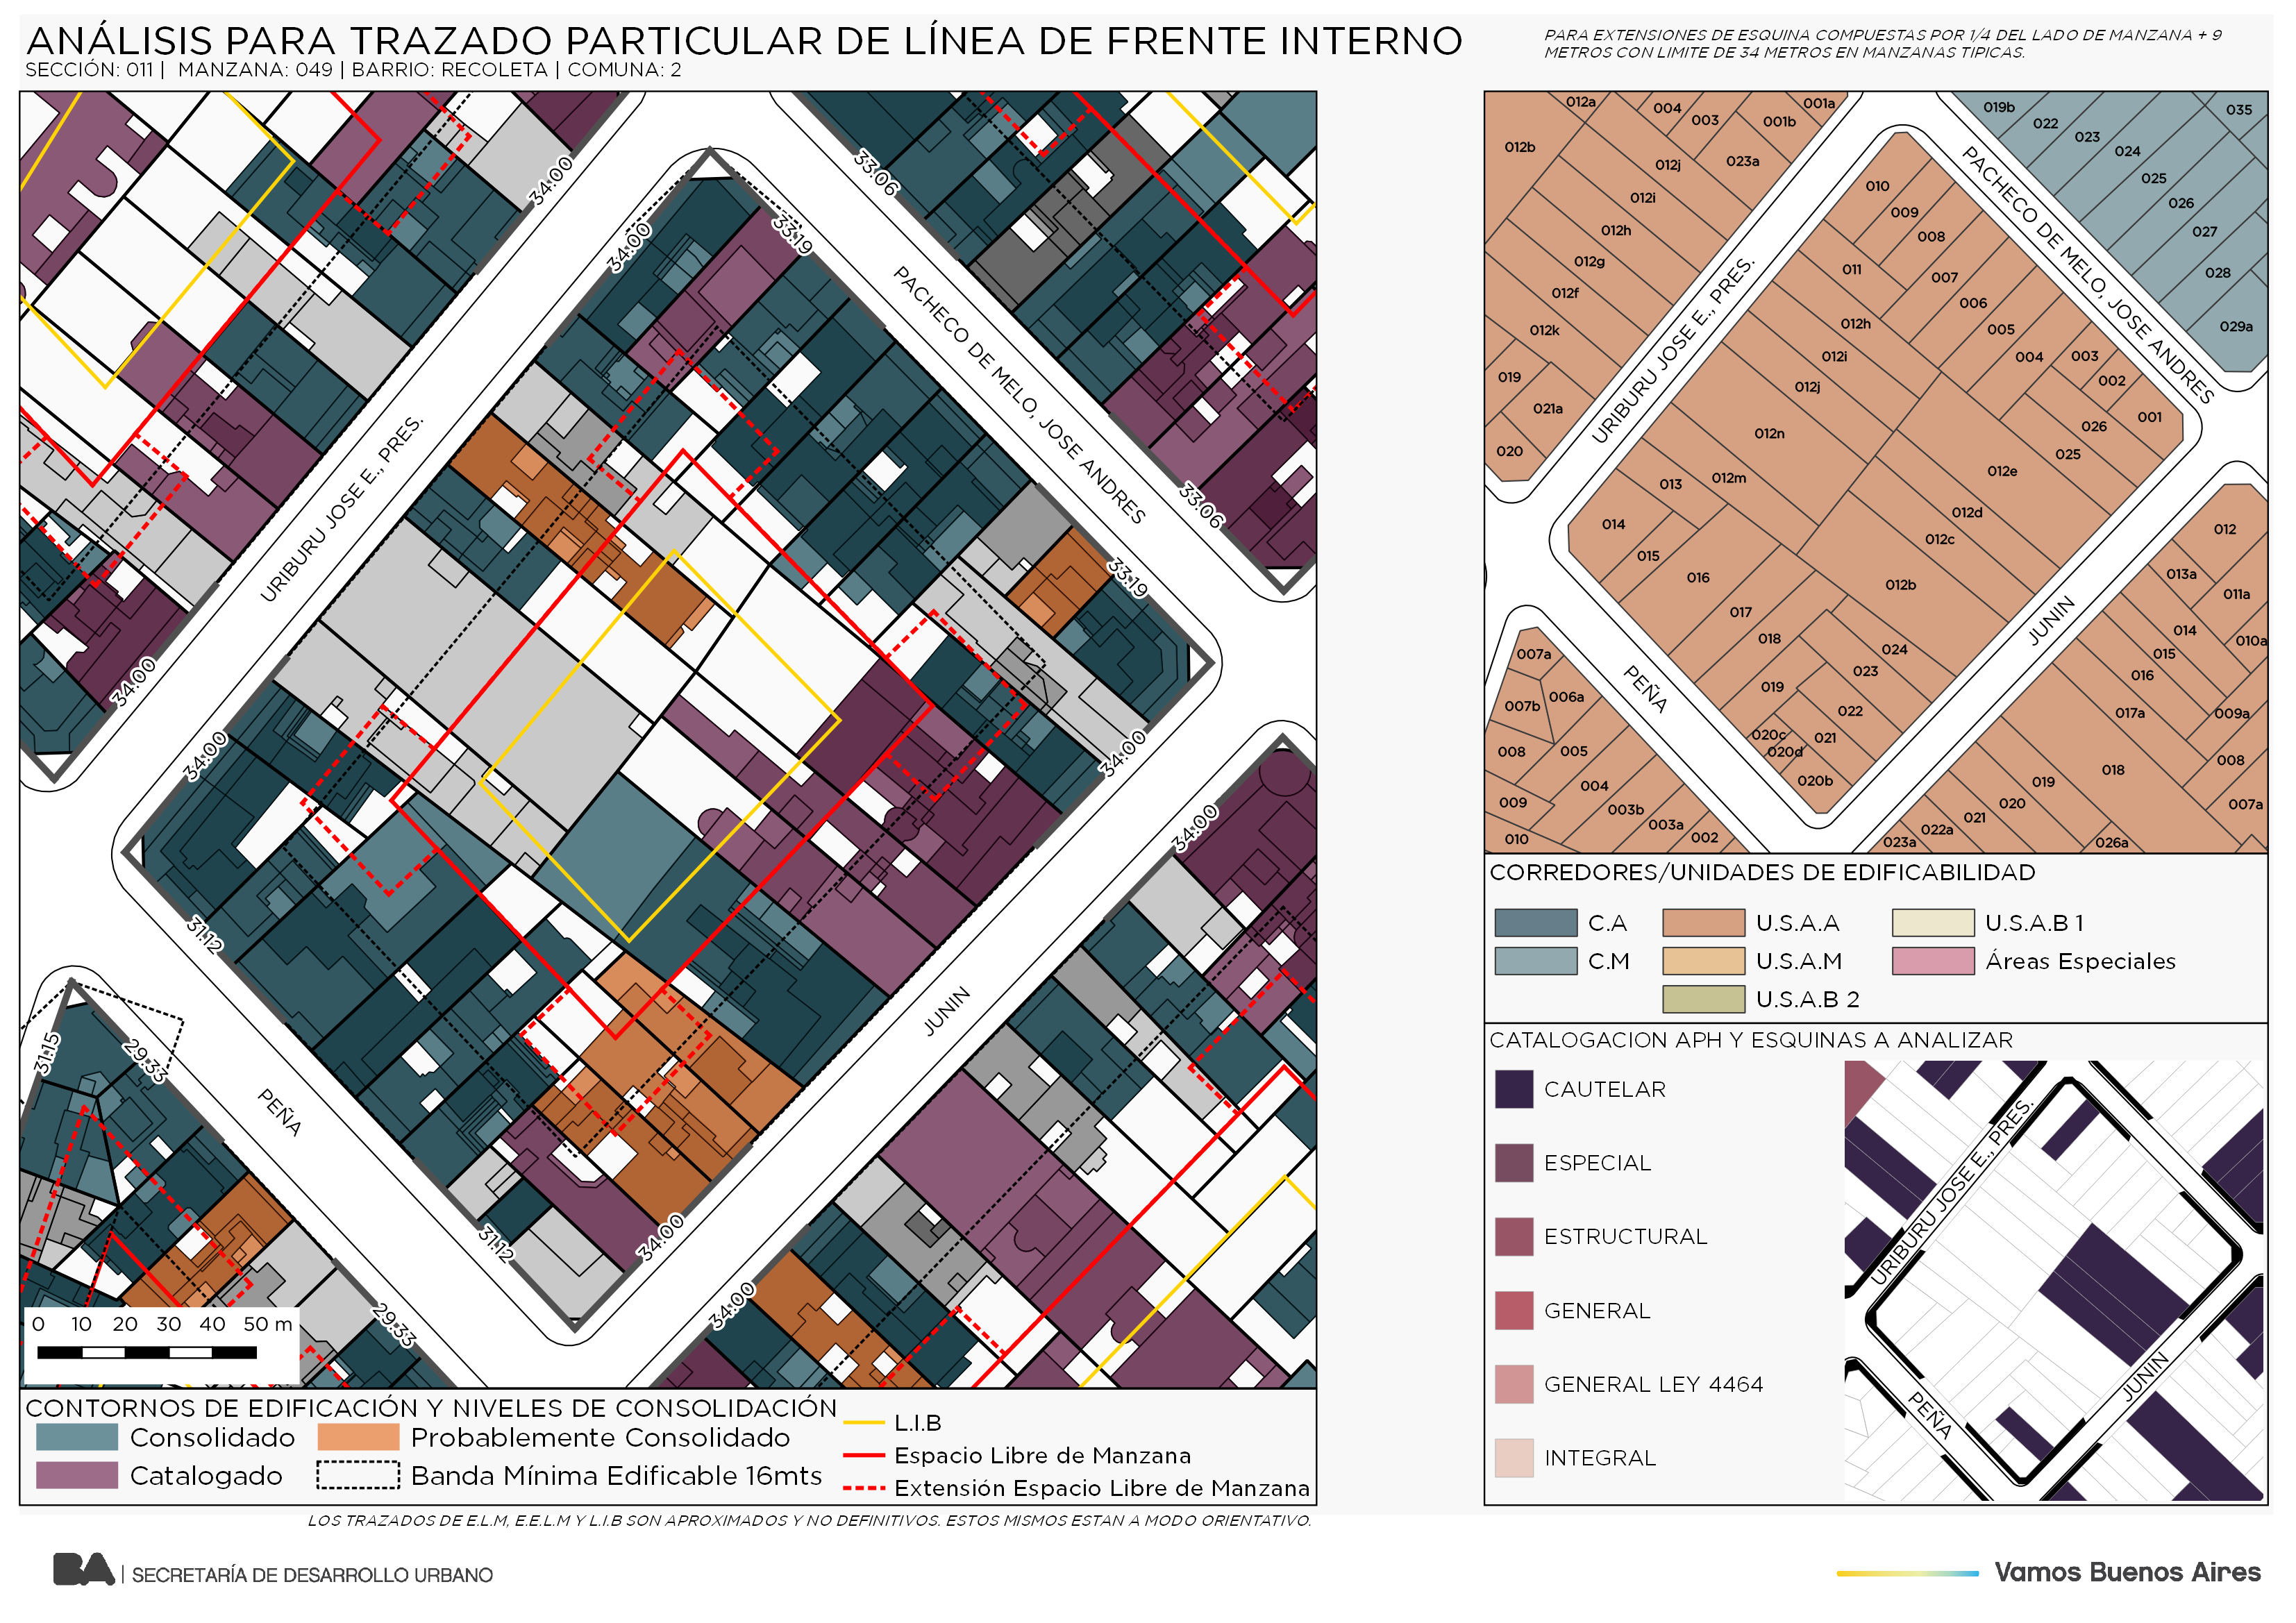 ANÁLISIS PARA TRAZADO PARTICULAR DE LÍNEA DE FRENTE INTERNO
SECCIÓN: 011 | MANZANA: 049 | BARRIO: RECOLETA | COMUNA: 2
PARA EXTENSIONES DE ESQUINA COMPUESTAS POR 1/4 DEL LADO DE MANZANA + 9
METROS CON LIMITE DE 34 METROS EN MANZANAS TIPICAS.
34:00
33.06
34:00
33.19
PACHECO DE MELO, JOSE ANDRES
URIBURU JOSE E., PRES.
33.06
33.19
34:00
34:00
34:00
34:00
31.12
31.15
29.33
PEÑA
JUNIN
31.12
34:00
34:00
29.33
0 10 20 30 40 50 m
CONTORNOS DE EDIFICACIÓN Y NIVELES DE CONSOLIDACIÓN
Consolidado
Probablemente Consolidado
Catalogado
Banda Mínima Edificable 16mts
L.I.B
Espacio Libre de Manzana
Extensión Espacio Libre de Manzana
LOS TRAZADOS DE E.L.M, E.E.L.M Y L.I.B SON APROXIMADOS Y NO DEFINITIVOS. ESTOS MISMOS ESTAN A MODO ORIENTATIVO.
012a
004
003
001a
001b
012b
012j
023a
012i
012h
012g
012f
012k
019
021a
020
019b
022
023
024
025
026
027
028
029a
035
PACHECO DE MELO, JOSE ANDRES
URIBURU JOSE E., PRES.
010
009
008
011
007
006
005
004
003
002
001
012h
012i
012j
012n
012m
013
014
015
016
017
018
019
020c
020d
020b
021
022
023
024
012b
012c
012d
012e
025
026
PEÑA
JUNIN
007a
007b
006a
008
005
004
009
003b
003a
002
010
012
013a
011a
014
010a
015
016
017a
009a
018
008
019
007a
020
021
022a
023a
026a
CORREDORES/UNIDADES DE EDIFICABILIDAD
C.A
U.S.A.A
U.S.A.B 1
C.M
U.S.A.M
Áreas Especiales
U.S.A.B 2
CATALOGACION APH Y ESQUINAS A ANALIZAR
CAUTELAR
ESPECIAL
ESTRUCTURAL
GENERAL
GENERAL LEY 4464
INTEGRAL
URIBURU JOSE E., PRES.
PEÑA
JUNIN
BA | SECRETARÍA DE DESARROLLO URBANO
Vamos Buenos Aires